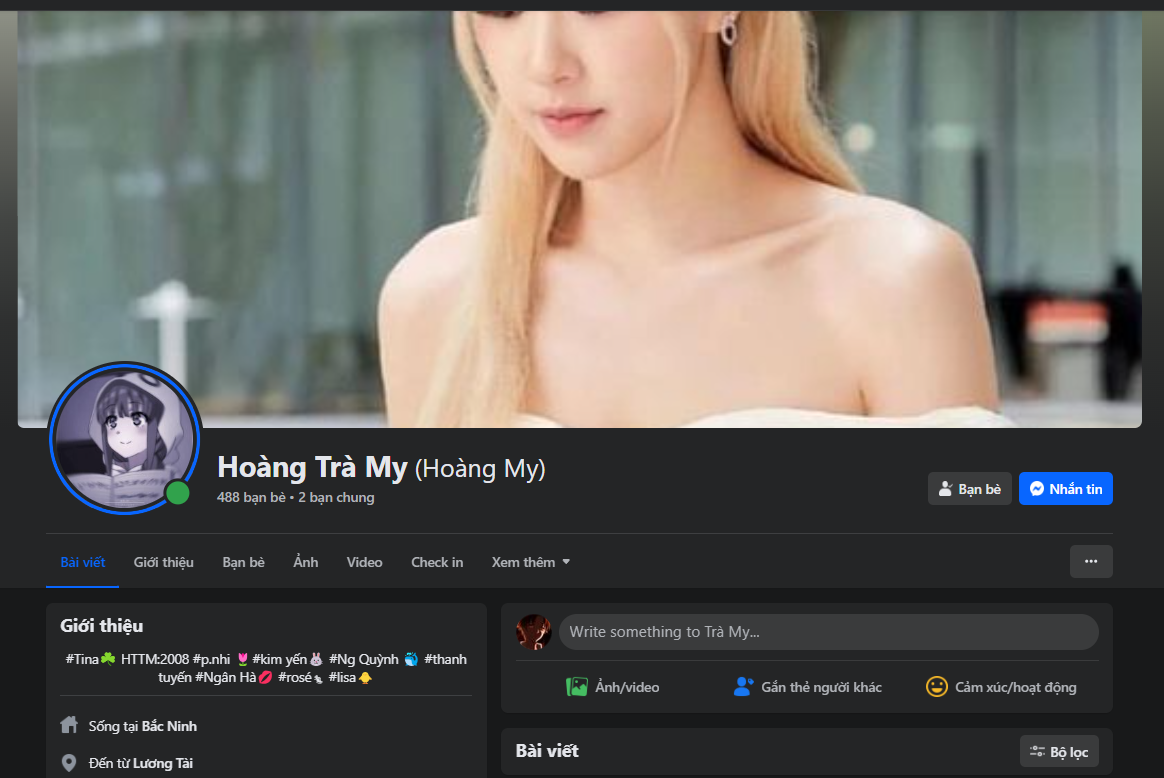 Hoàng Trà My (Hoàng My)
488 bạn bè • 2 bạn chung
Bạn bè
Nhắn tin
Bài viết
Giới thiệu
Bạn bè
Ảnh
Video
Check in
Xem thêm
Giới thiệu
#Tina☘️ HTTM:2008 #p.nhi 🌷#kim yến🐰 #Ng Quỳnh 🐳 #thanh
tuyến #Ngân Hà💋 #rosé🐿️ #lisa🐥
Sống tại Bắc Ninh
Đến từ Lương Tài
Write something to Trà My...
Ảnh/video
Gắn thẻ người khác
Cảm xúc/hoạt động
Bài viết
Bộ lọc